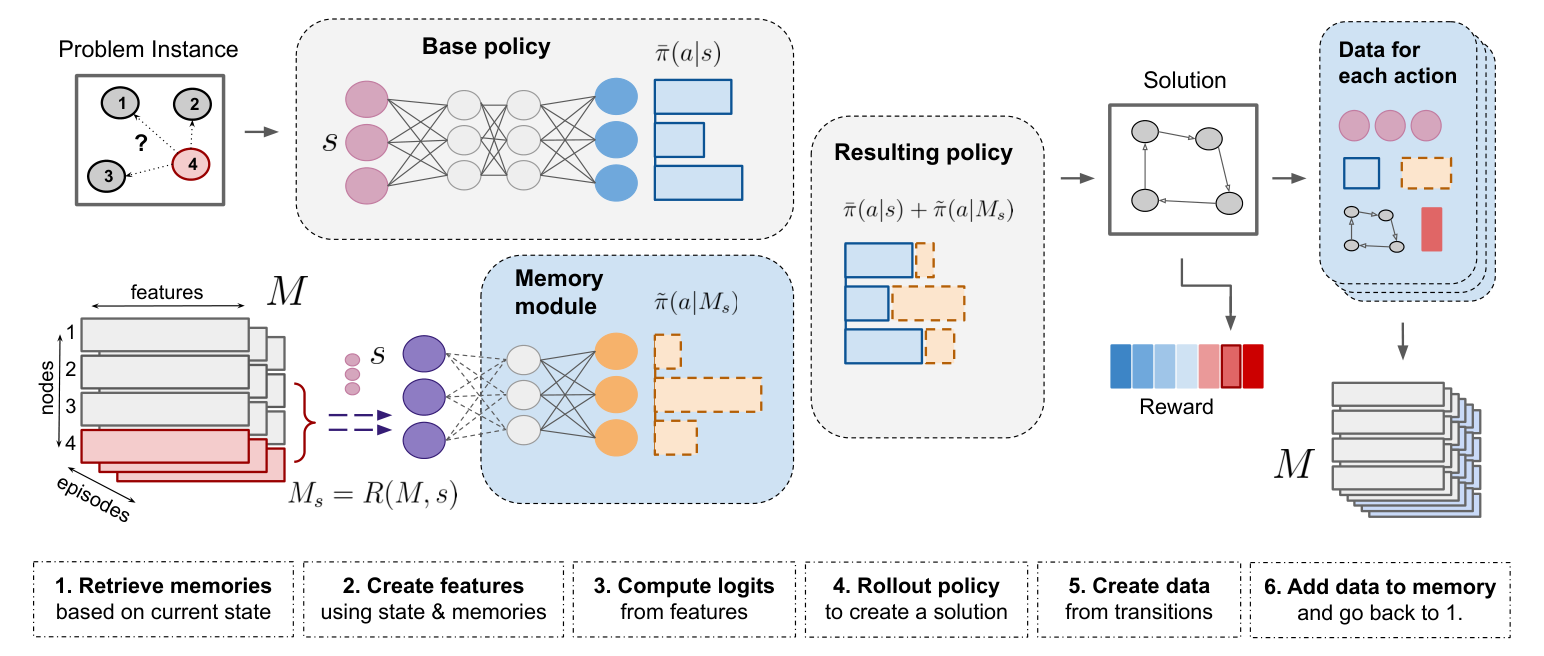 Problem Instance
1
2
?
3
4
Base policy
s
π̄(a|s)
features
M
nodes
1
2
3
4
episodes
s
M_s = R(M, s)
Memory
module
π̃(a|M_s)
Resulting policy
π̄(a|s) + π̃(a|M_s)
Solution
Reward
Data for
each action
M
1. Retrieve memories
based on current state
2. Create features
using state & memories
3. Compute logits
from features
4. Rollout policy
to create a solution
5. Create data
from transitions
6. Add data to memory
and go back to 1.